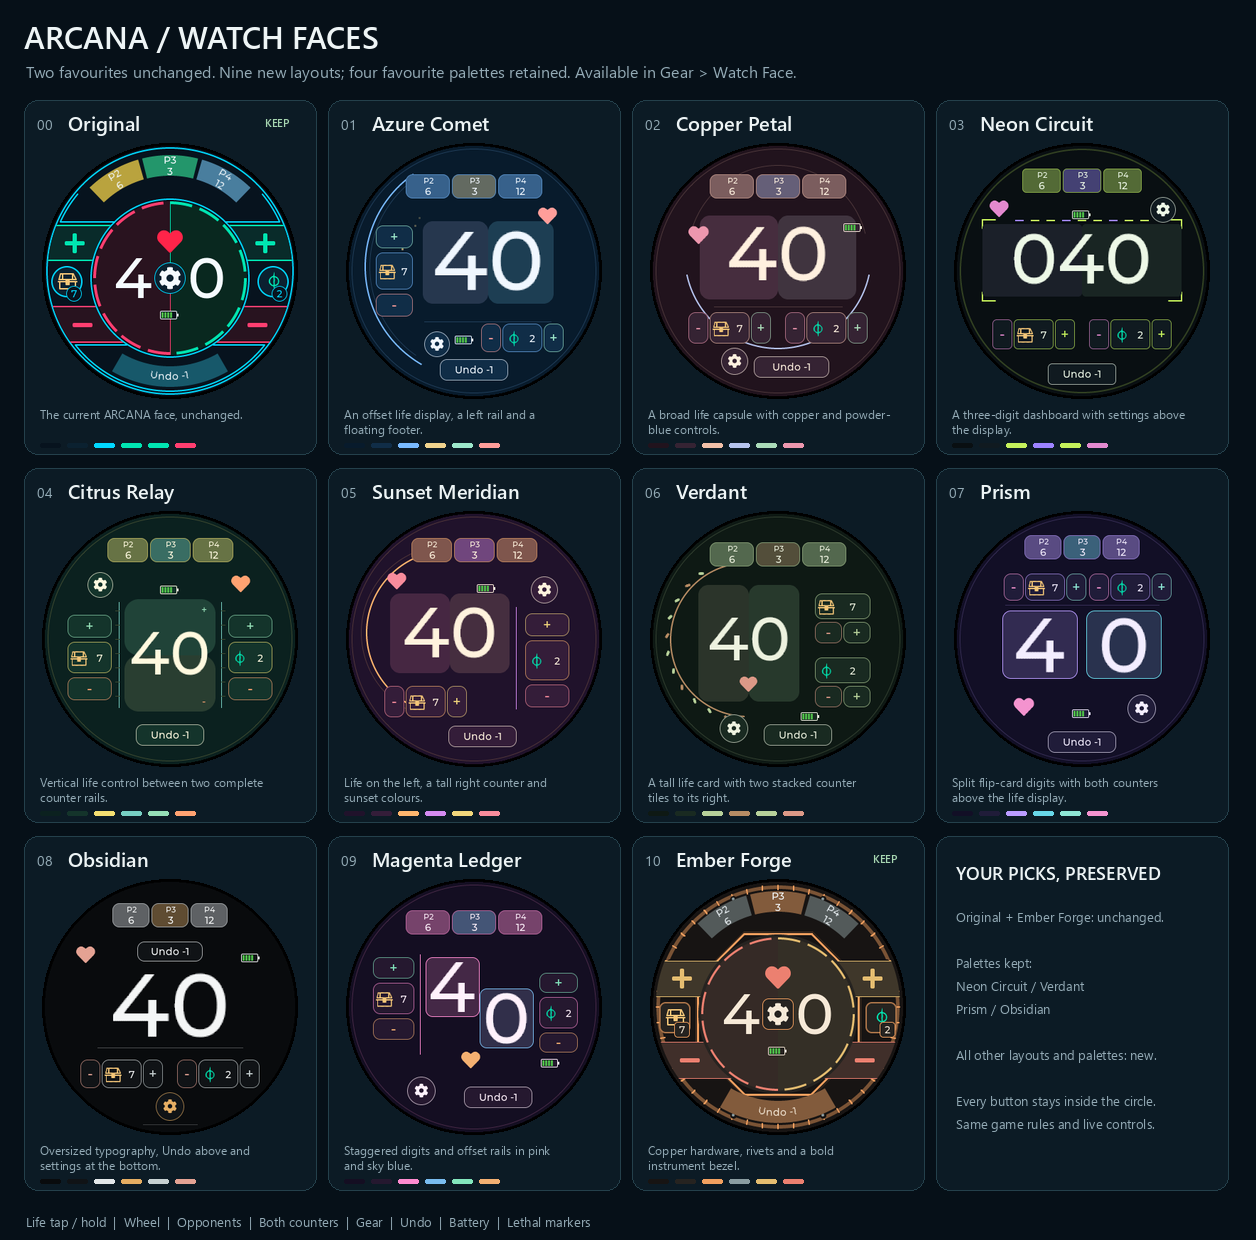 ARCANA / WATCH FACES
Two favourites unchanged. Nine new layouts; four favourite palettes retained. Available in Gear > Watch Face.
00 Original KEEP
P2
6
P3
3
P4
12
+
+
4 0
7
2
Undo -1
The current ARCANA face, unchanged.
01 Azure Comet
P2
6
P3
3
P4
12
+
40
7
-
- 2 +
Undo -1
An offset life display, a left rail and a
floating footer.
02 Copper Petal
P2
6
P3
3
P4
12
40
- 7 + - 2 +
Undo -1
A broad life capsule with copper and powder-
blue controls.
03 Neon Circuit
P2
6
P3
3
P4
12
040
- 7 + - 2 +
Undo -1
A three-digit dashboard with settings above
the display.
04 Citrus Relay
P2
6
P3
3
P4
12
+
+ +
40
7 2
- -
-
Undo -1
Vertical life control between two complete
counter rails.
05 Sunset Meridian
P2
6
P3
3
P4
12
40
+
2
-
- 7 +
Undo -1
Life on the left, a tall right counter and
sunset colours.
06 Verdant
P2
6
P3
3
P4
12
40
7
- +
2
- +
Undo -1
A tall life card with two stacked counter
tiles to its right.
07 Prism
P2
6
P3
3
P4
12
- 7 + - 2 +
4 0
Undo -1
Split flip-card digits with both counters
above the life display.
08 Obsidian
P2
6
P3
3
P4
12
Undo -1
40
- 7 + - 2 +
Oversized typography, Undo above and
settings at the bottom.
09 Magenta Ledger
P2
6
P3
3
P4
12
+
7
-
4
0
+
2
-
Undo -1
Staggered digits and offset rails in pink
and sky blue.
10 Ember Forge KEEP
P2
6
P3
3
P4
12
+
+
4 0
7
2
Undo -1
Copper hardware, rivets and a bold
instrument bezel.
YOUR PICKS, PRESERVED
Original + Ember Forge: unchanged.
Palettes kept:
Neon Circuit / Verdant
Prism / Obsidian
All other layouts and palettes: new.
Every button stays inside the circle.
Same game rules and live controls.
Life tap / hold | Wheel | Opponents | Both counters | Gear | Undo | Battery | Lethal markers